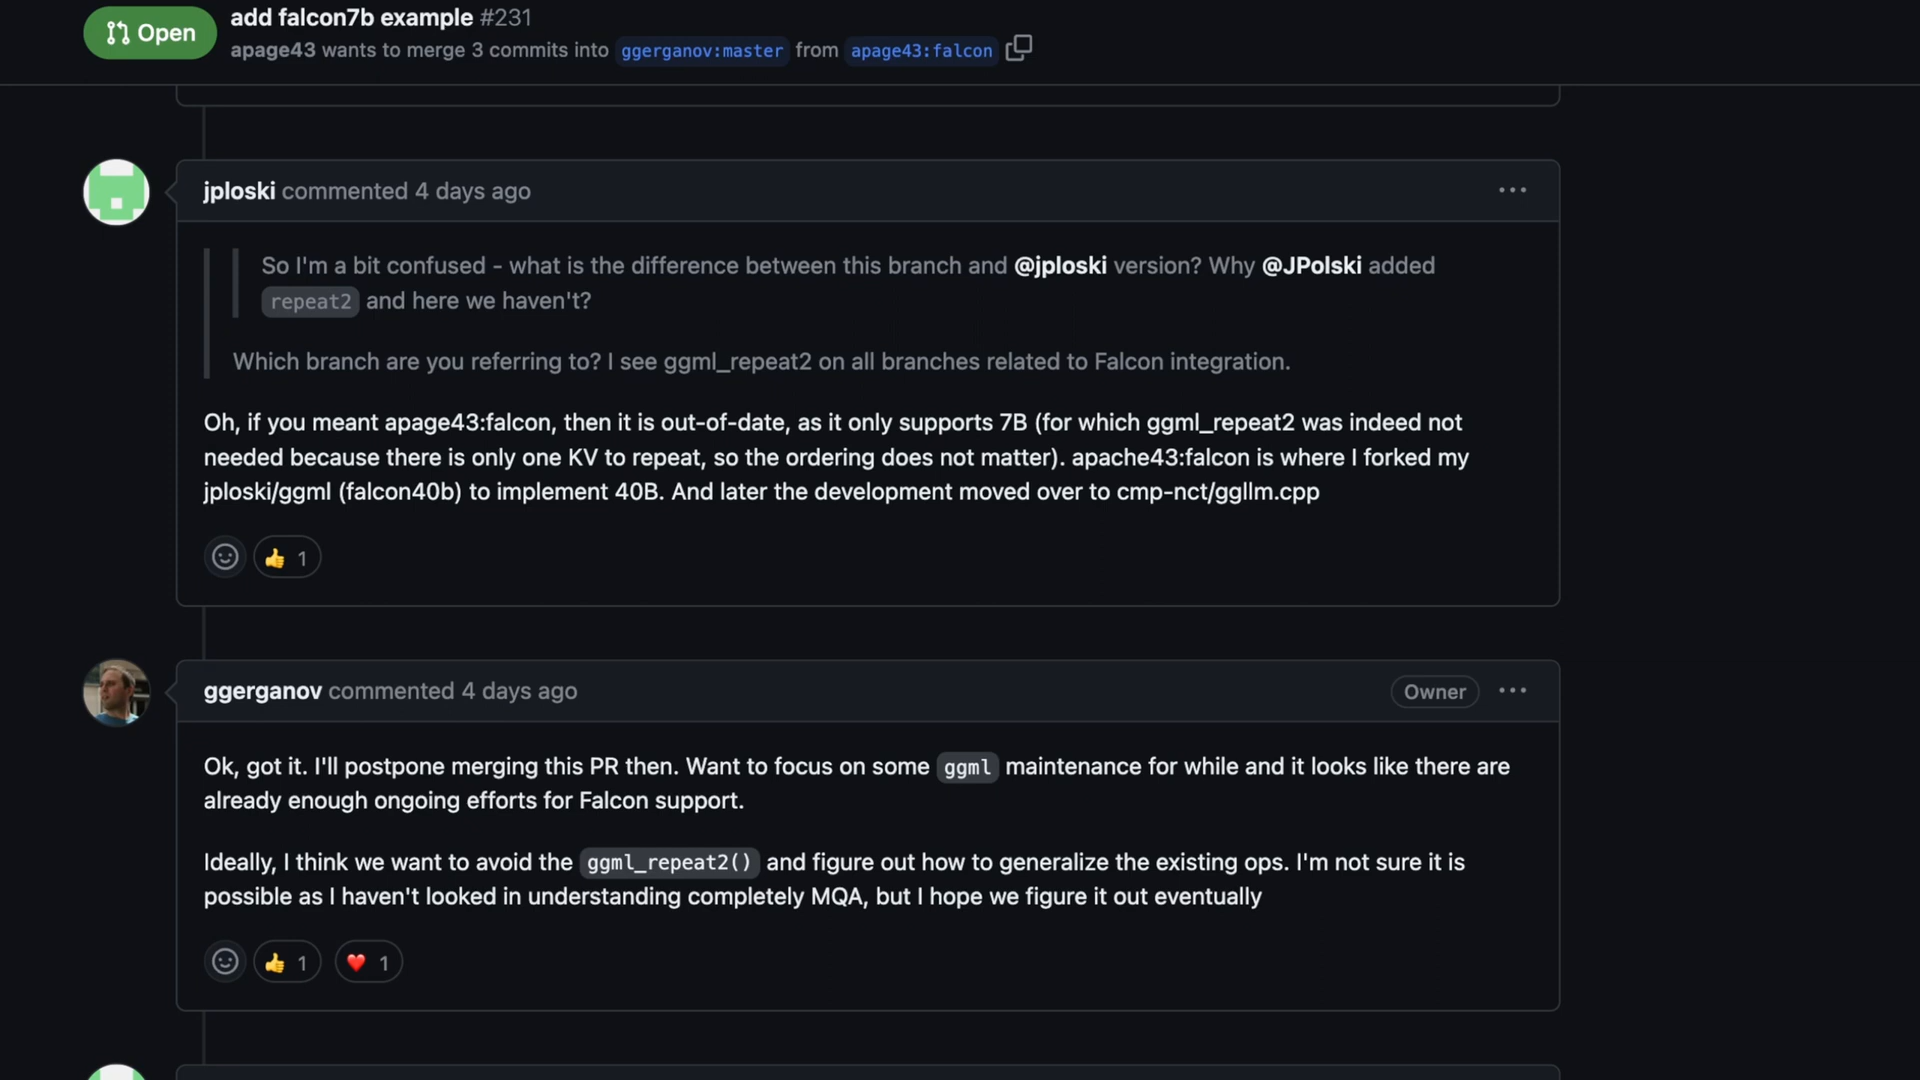 Open
add falcon7b example #231
apage43 wants to merge 3 commits into ggerganov:master from apage43:falcon
jploski commented 4 days ago
So I'm a bit confused - what is the difference between this branch and @jploski version? Why @JPolski added
repeat2 and here we haven't?
Which branch are you referring to? I see ggml_repeat2 on all branches related to Falcon integration.
Oh, if you meant apage43:falcon, then it is out-of-date, as it only supports 7B (for which ggml_repeat2 was indeed not
needed because there is only one KV to repeat, so the ordering does not matter). apache43:falcon is where I forked my
jploski/ggml (falcon40b) to implement 40B. And later the development moved over to cmp-nct/ggllm.cpp
👍 1
ggerganov commented 4 days ago Owner
Ok, got it. I'll postpone merging this PR then. Want to focus on some ggml maintenance for while and it looks like there are
already enough ongoing efforts for Falcon support.
Ideally, I think we want to avoid the ggml_repeat2() and figure out how to generalize the existing ops. I'm not sure it is
possible as I haven't looked in understanding completely MQA, but I hope we figure it out eventually
👍 1 ❤️ 1